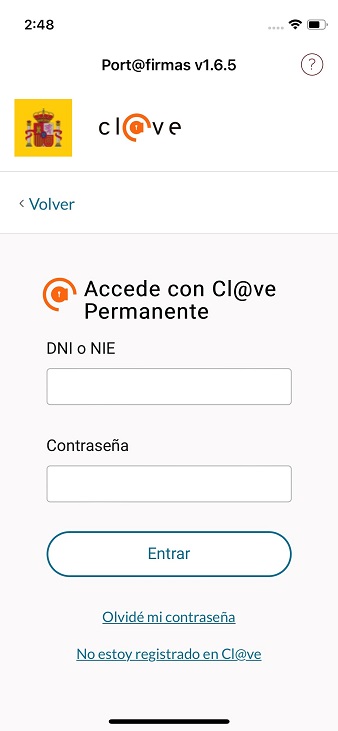 2:48
Port@firmas v1.6.5
?
cl@ve
< Volver
Accede con Cl@ve
Permanente
DNI o NIE
Contraseña
Entrar
Olvidé mi contraseña
No estoy registrado en Cl@ve